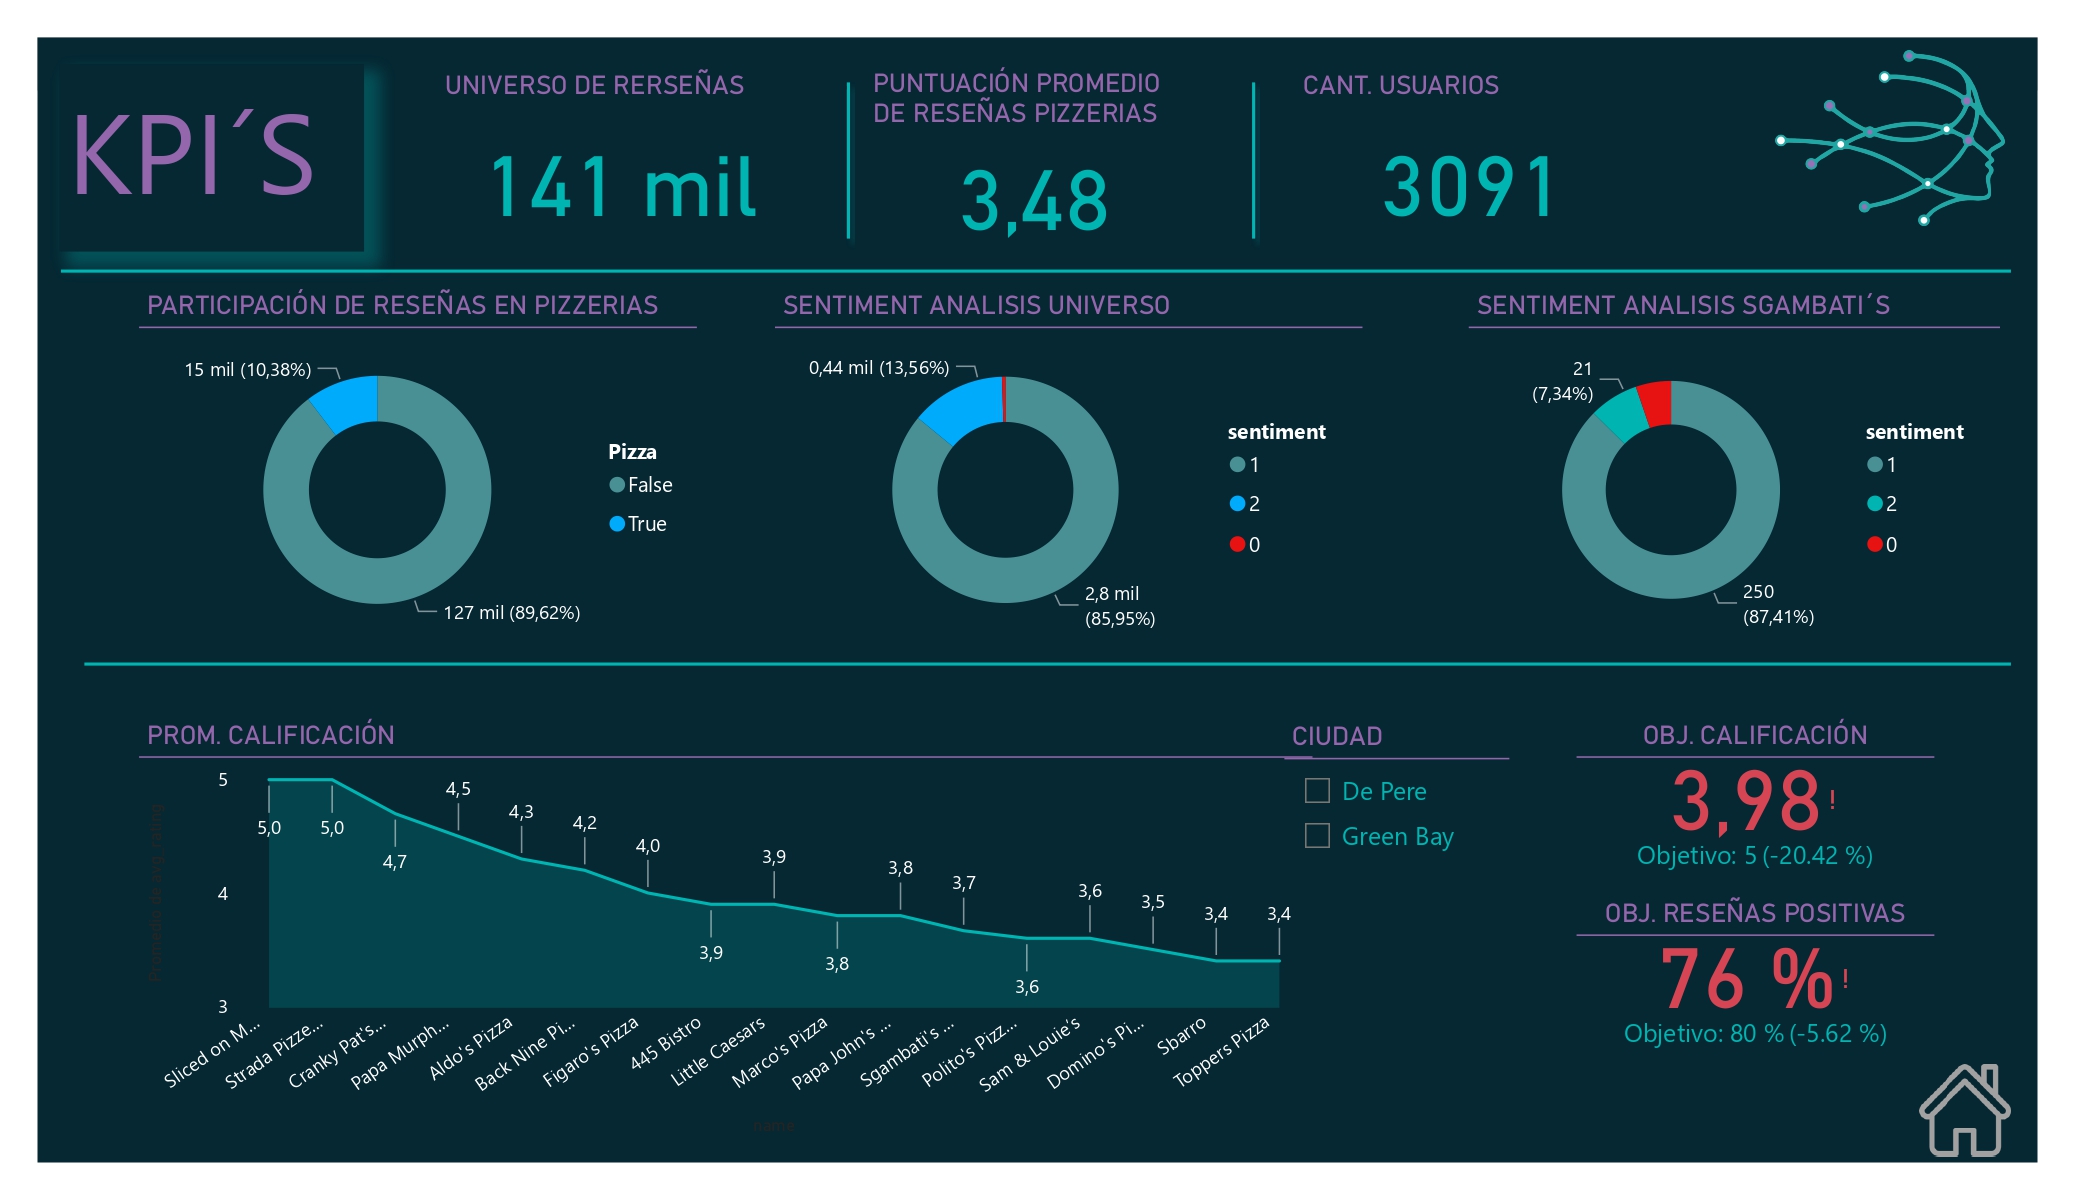 KPI´S
UNIVERSO DE RERSEÑAS
141 mil
PUNTUACIÓN PROMEDIO
DE RESEÑAS PIZZERIAS
3,48
CANT. USUARIOS
3091
PARTICIPACIÓN DE RESEÑAS EN PIZZERIAS
15 mil (10,38%)
127 mil (89,62%)
Pizza
False
True
SENTIMENT ANALISIS UNIVERSO
0,44 mil (13,56%)
2,8 mil
(85,95%)
sentiment
1
2
0
SENTIMENT ANALISIS SGAMBATI´S
21
(7,34%)
250
(87,41%)
sentiment
1
2
0
PROM. CALIFICACIÓN
Promedio de avg. rating
5
4
3
5,0
5,0
4,7
4,5
4,3
4,2
4,0
3,9
3,9
3,8
3,8
3,7
3,6
3,6
3,5
3,4
3,4
Sliced on M...
Strada Pizze...
Cranky Pat's...
Papa Murph...
Aldo's Pizza
Back Nine Pi...
Figaro's Pizza
445 Bistro
Little Caesars
Marco's Pizza
Papa John's ...
Sgambati's ...
Polito's Pizz...
Sam & Louie's
Domino's Pi...
Sbarro
Toppers Pizza
name
CIUDAD
De Pere
Green Bay
OBJ. CALIFICACIÓN
3,98!
Objetivo: 5 (-20.42 %)
OBJ. RESEÑAS POSITIVAS
76 %!
Objetivo: 80 % (-5.62 %)